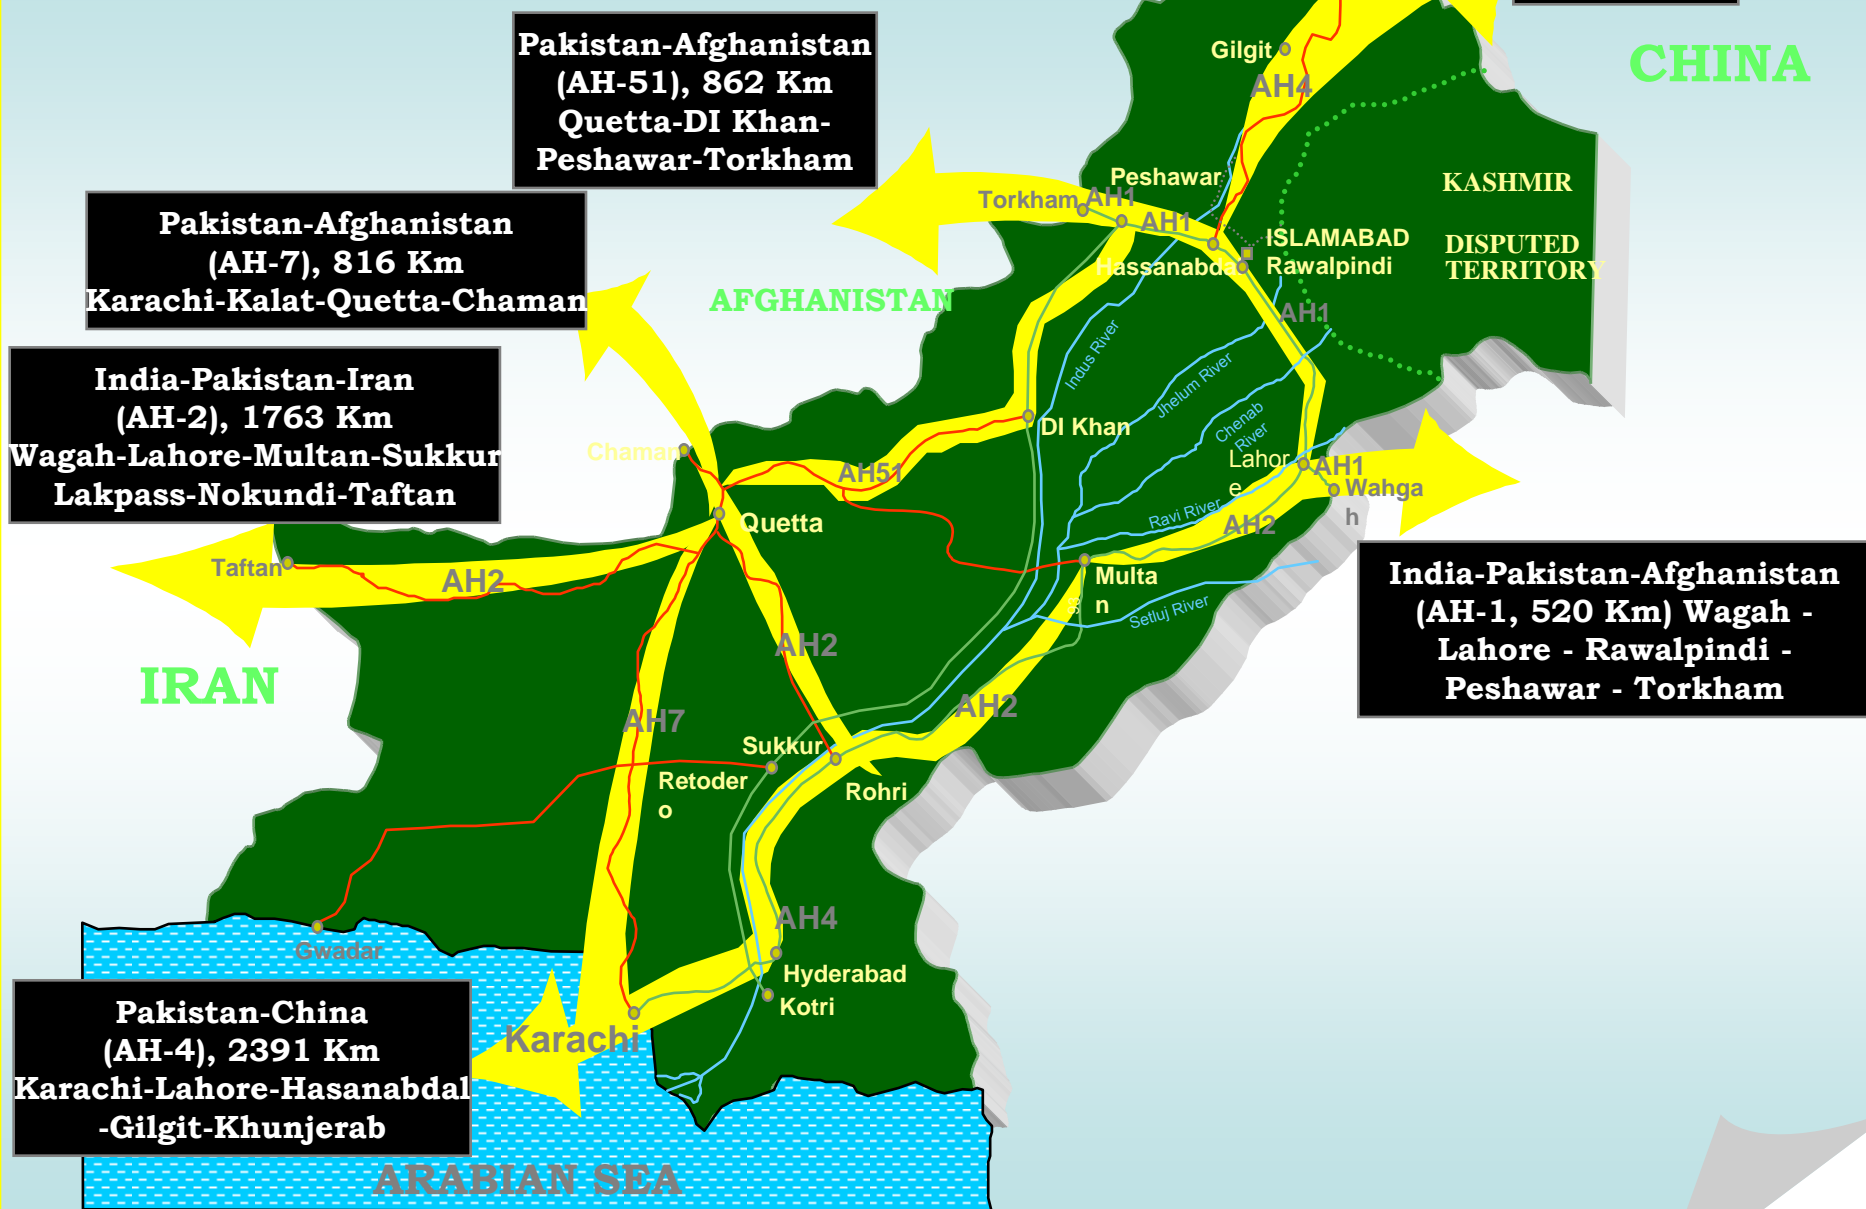 Pakistan-Afghanistan
(AH-51), 862 Km
Quetta-DI Khan-
Peshawar-Torkham
Gilgit
AH4
CHINA
Peshawar
Torkham
AH1
AH1
KASHMIR
DISPUTED
TERRITORY
ISLAMABAD
Rawalpindi
Hassanabda
Pakistan-Afghanistan
(AH-7), 816 Km
Karachi-Kalat-Quetta-Chaman
AFGHANISTAN
AH1
Indus River
Jhelum River
Chenab
River
India-Pakistan-Iran
(AH-2), 1763 Km
Wagah-Lahore-Multan-Sukkur
Lakpass-Nokundi-Taftan
DI Khan
Chaman
AH51
Lahor
e
AH1
Wahga
h
Quetta
Ravi River
AH2
Taftan
AH2
Multa
n
Setluj River
India-Pakistan-Afghanistan
(AH-1, 520 Km) Wagah -
Lahore - Rawalpindi -
Peshawar - Torkham
IRAN
AH2
AH7
AH2
Sukkur
Retoder
o
Rohri
AH4
Gwadar
Hyderabad
Kotri
Karachi
Pakistan-China
(AH-4), 2391 Km
Karachi-Lahore-Hasanabdal
-Gilgit-Khunjerab
ARABIAN SEA